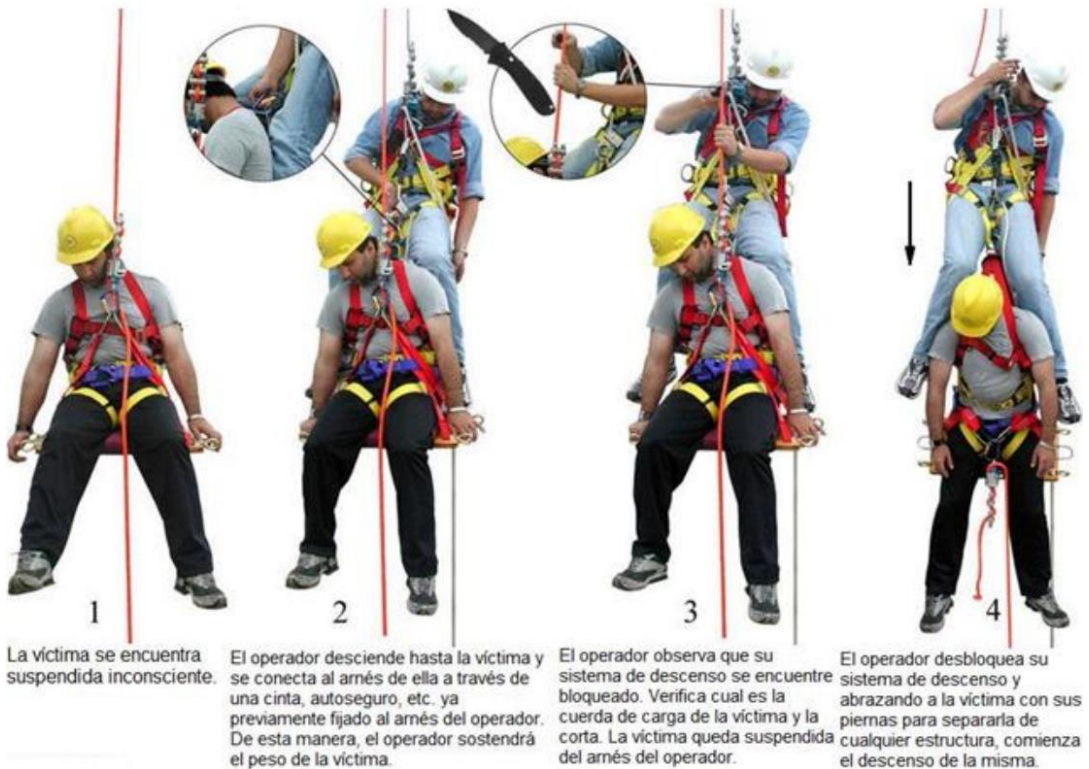 1
La víctima se encuentra
suspendida inconsciente.
2
El operador desciende hasta la víctima y
se conecta al arnés de ella a través de
una cinta, autoseguro, etc. ya
previamente fijado al arnés del operador.
De esta manera, el operador sostendrá
el peso de la víctima.
3
El operador observa que su
sistema de descenso se encuentre
bloqueado. Verifica cual es la
cuerda de carga de la víctima y la
corta. La víctima queda suspendida
del arnés del operador.
4
El operador desbloquea su
sistema de descenso y
abrazando a la víctima con sus
piernas para separarla de
cualquier estructura, comienza
el descenso de la misma.